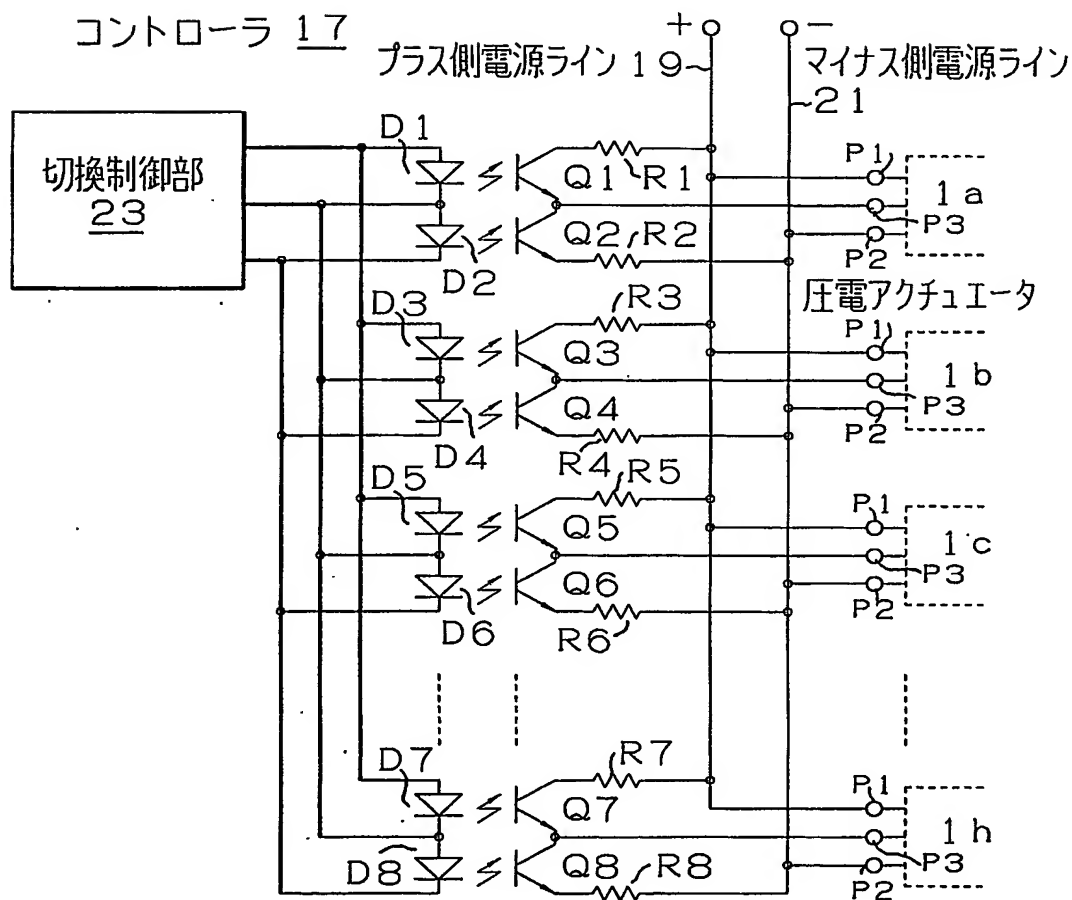 コントローラ 17
+ −
プラス側電源ライン 19
マイナス側電源ライン
21
切換制御部
23
D1
Q1
R1
P1
1a
P3
D2
Q2
R2
P2
圧電アクチュエータ
D3
Q3
R3
P1
1b
P3
D4
Q4
R4
P2
D5
Q5
R5
P1
1c
P3
D6
Q6
R6
P2
D7
Q7
R7
P1
1h
P3
D8
Q8
R8
P2